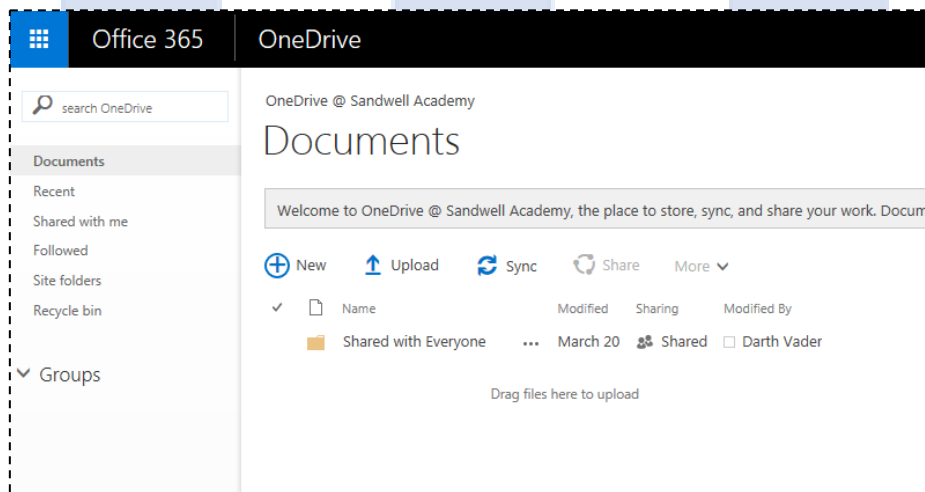 Office 365 OneDrive
search OneDrive
Documents
Recent
Shared with me
Followed
Site folders
Recycle bin
Groups
OneDrive @ Sandwell Academy
Documents
Welcome to OneDrive @ Sandwell Academy, the place to store, sync, and share your work. Docum
New Upload Sync Share More
Name Modified Sharing Modified By
Shared with Everyone ... March 20 Shared Darth Vader
Drag files here to upload